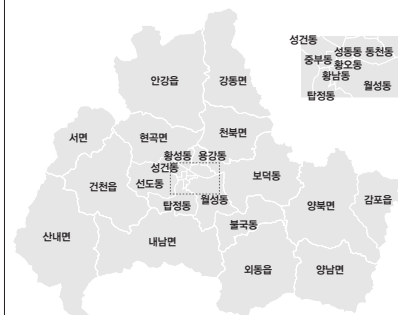 성건동
성동동 동천동
중부동
황오동
황남동
월성동
탑정동
안강읍
강동면
서면
현곡면
천북면
황성동
용강동
성건동
건천읍
선도동
보덕동
탑정동
월성동
양북면
감포읍
산내면
내남면
불국동
외동읍
양남면